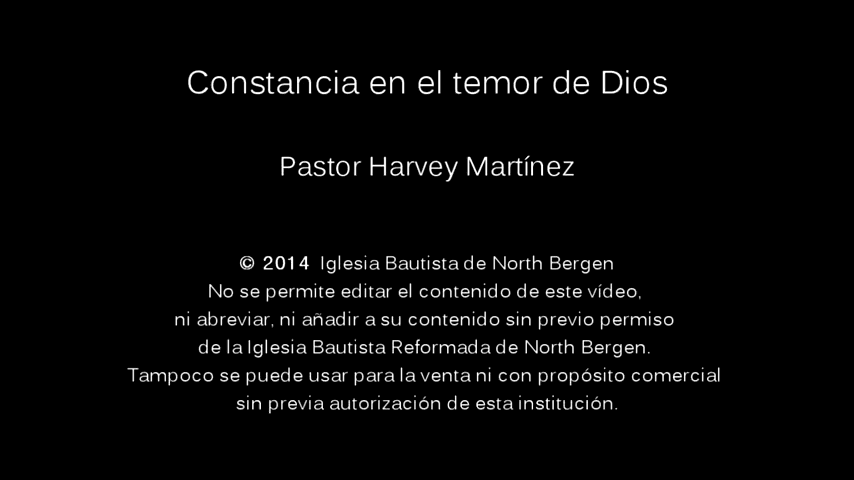 Constancia en el temor de Dios
Pastor Harvey Martínez
© 2014 Iglesia Bautista de North Bergen
No se permite editar el contenido de este vídeo,
ni abreviar, ni añadir a su contenido sin previo permiso
de la Iglesia Bautista Reformada de North Bergen.
Tampoco se puede usar para la venta ni con propósito comercial
sin previa autorización de esta institución.